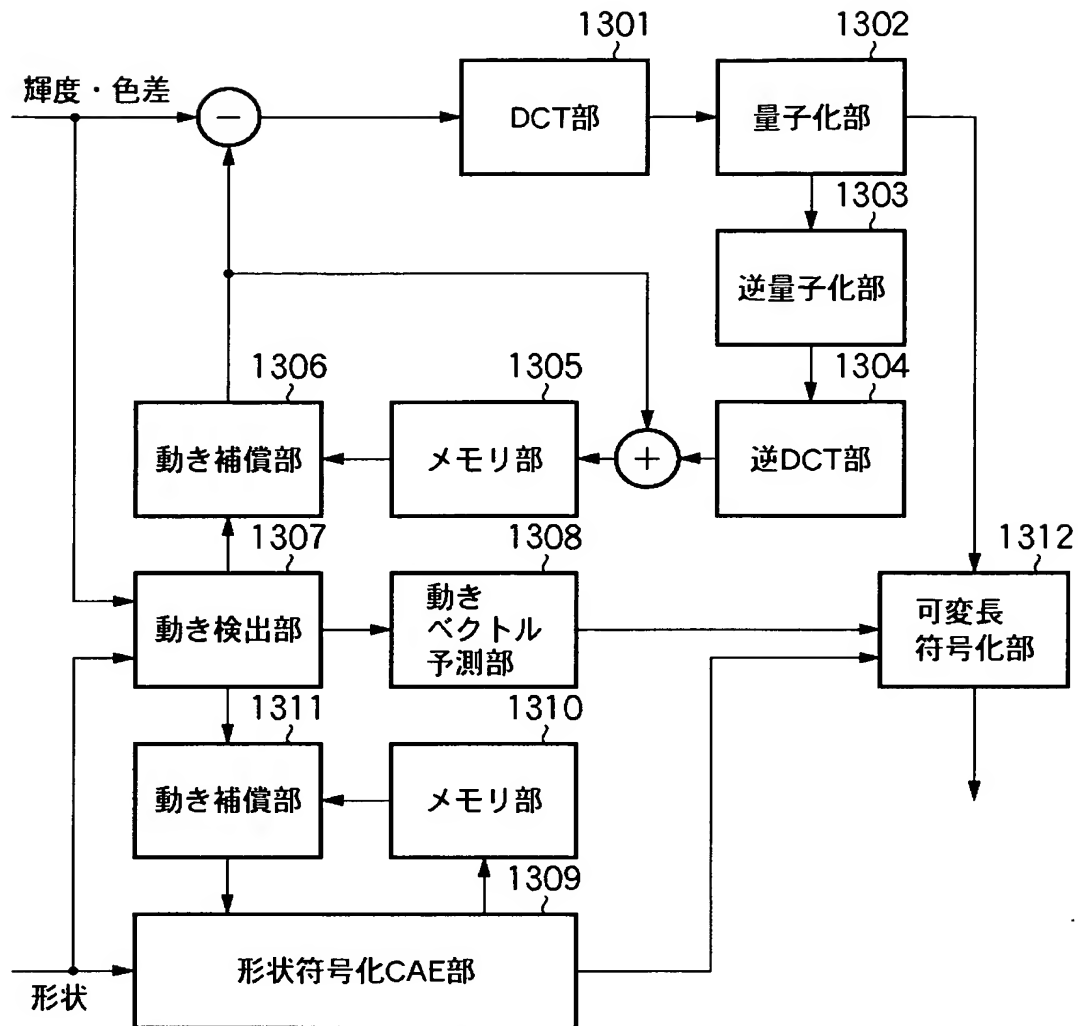 1301
1302
輝度・色差
−
DCT部
量子化部
1303
逆量子化部
1306
1305
1304
動き補償部
メモリ部
+
逆DCT部
1307
1308
1312
動き検出部
動き
ベクトル
予測部
可変長
符号化部
1311
1310
動き補償部
メモリ部
1309
形状符号化CAE部
形状